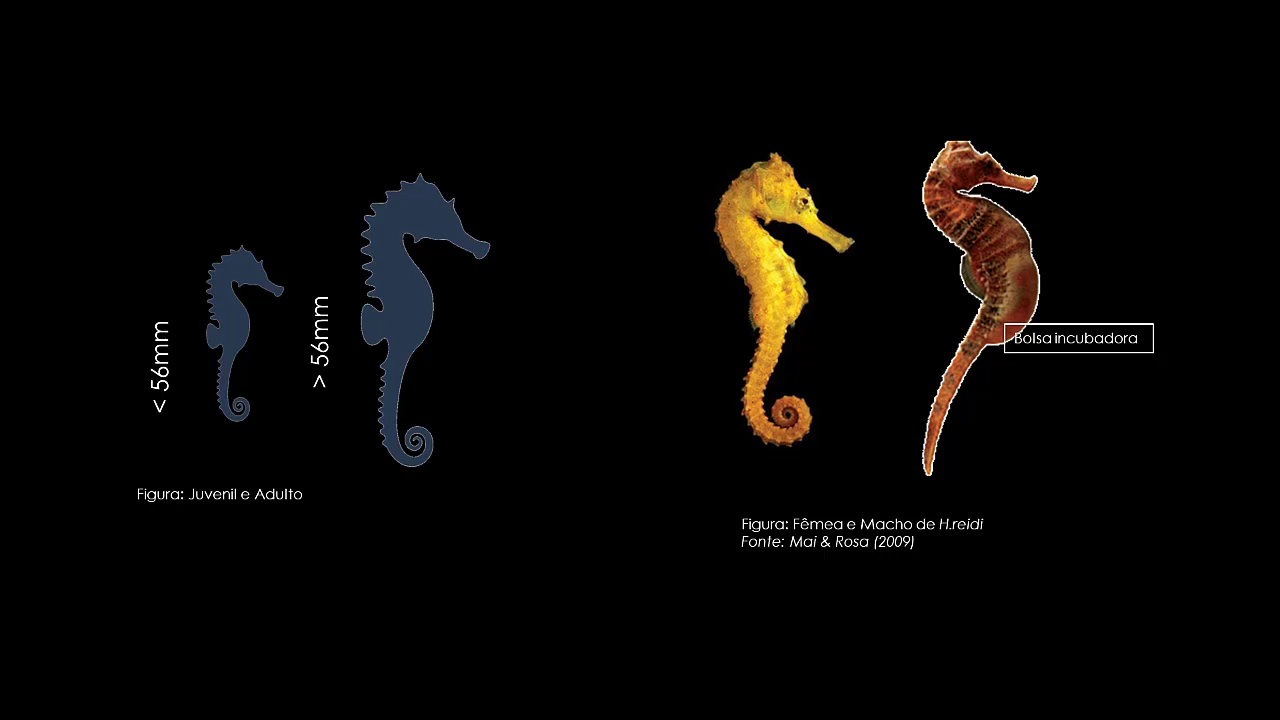 < 56mm
> 56mm
Figura: Juvenil e Adulto
Bolsa incubadora
Figura: Fêmea e Macho de H.reidi
Fonte: Mai & Rosa (2009)